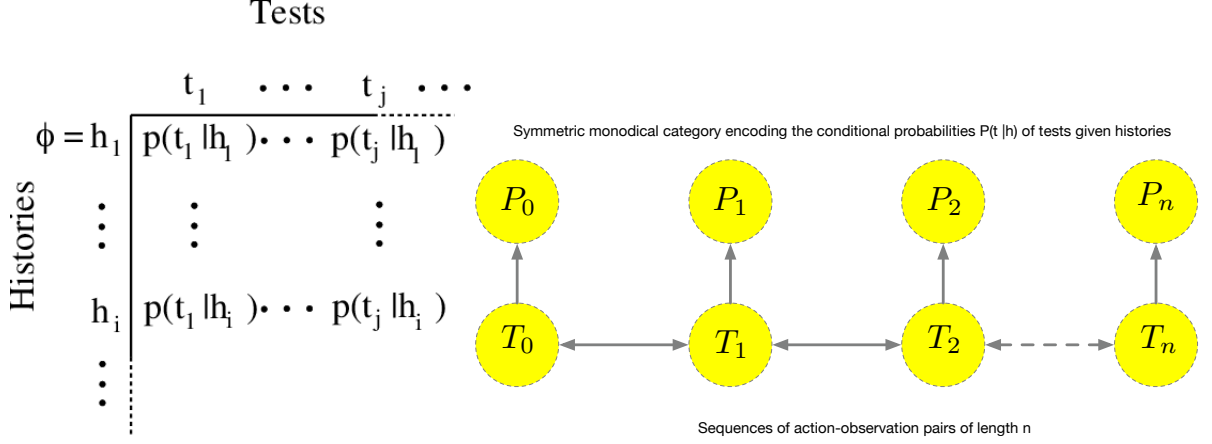 Tests
t1 ··· tj ···
ϕ = h1 p(t1 |h1) ··· p(tj |h1 )
Histories
hi p(t1 |hi) ··· p(tj |hi )
Symmetric monodical category encoding the conditional probabilities P(t |h) of tests given histories
P0 P1 P2 Pn
T0 T1 T2 Tn
Sequences of action-observation pairs of length n